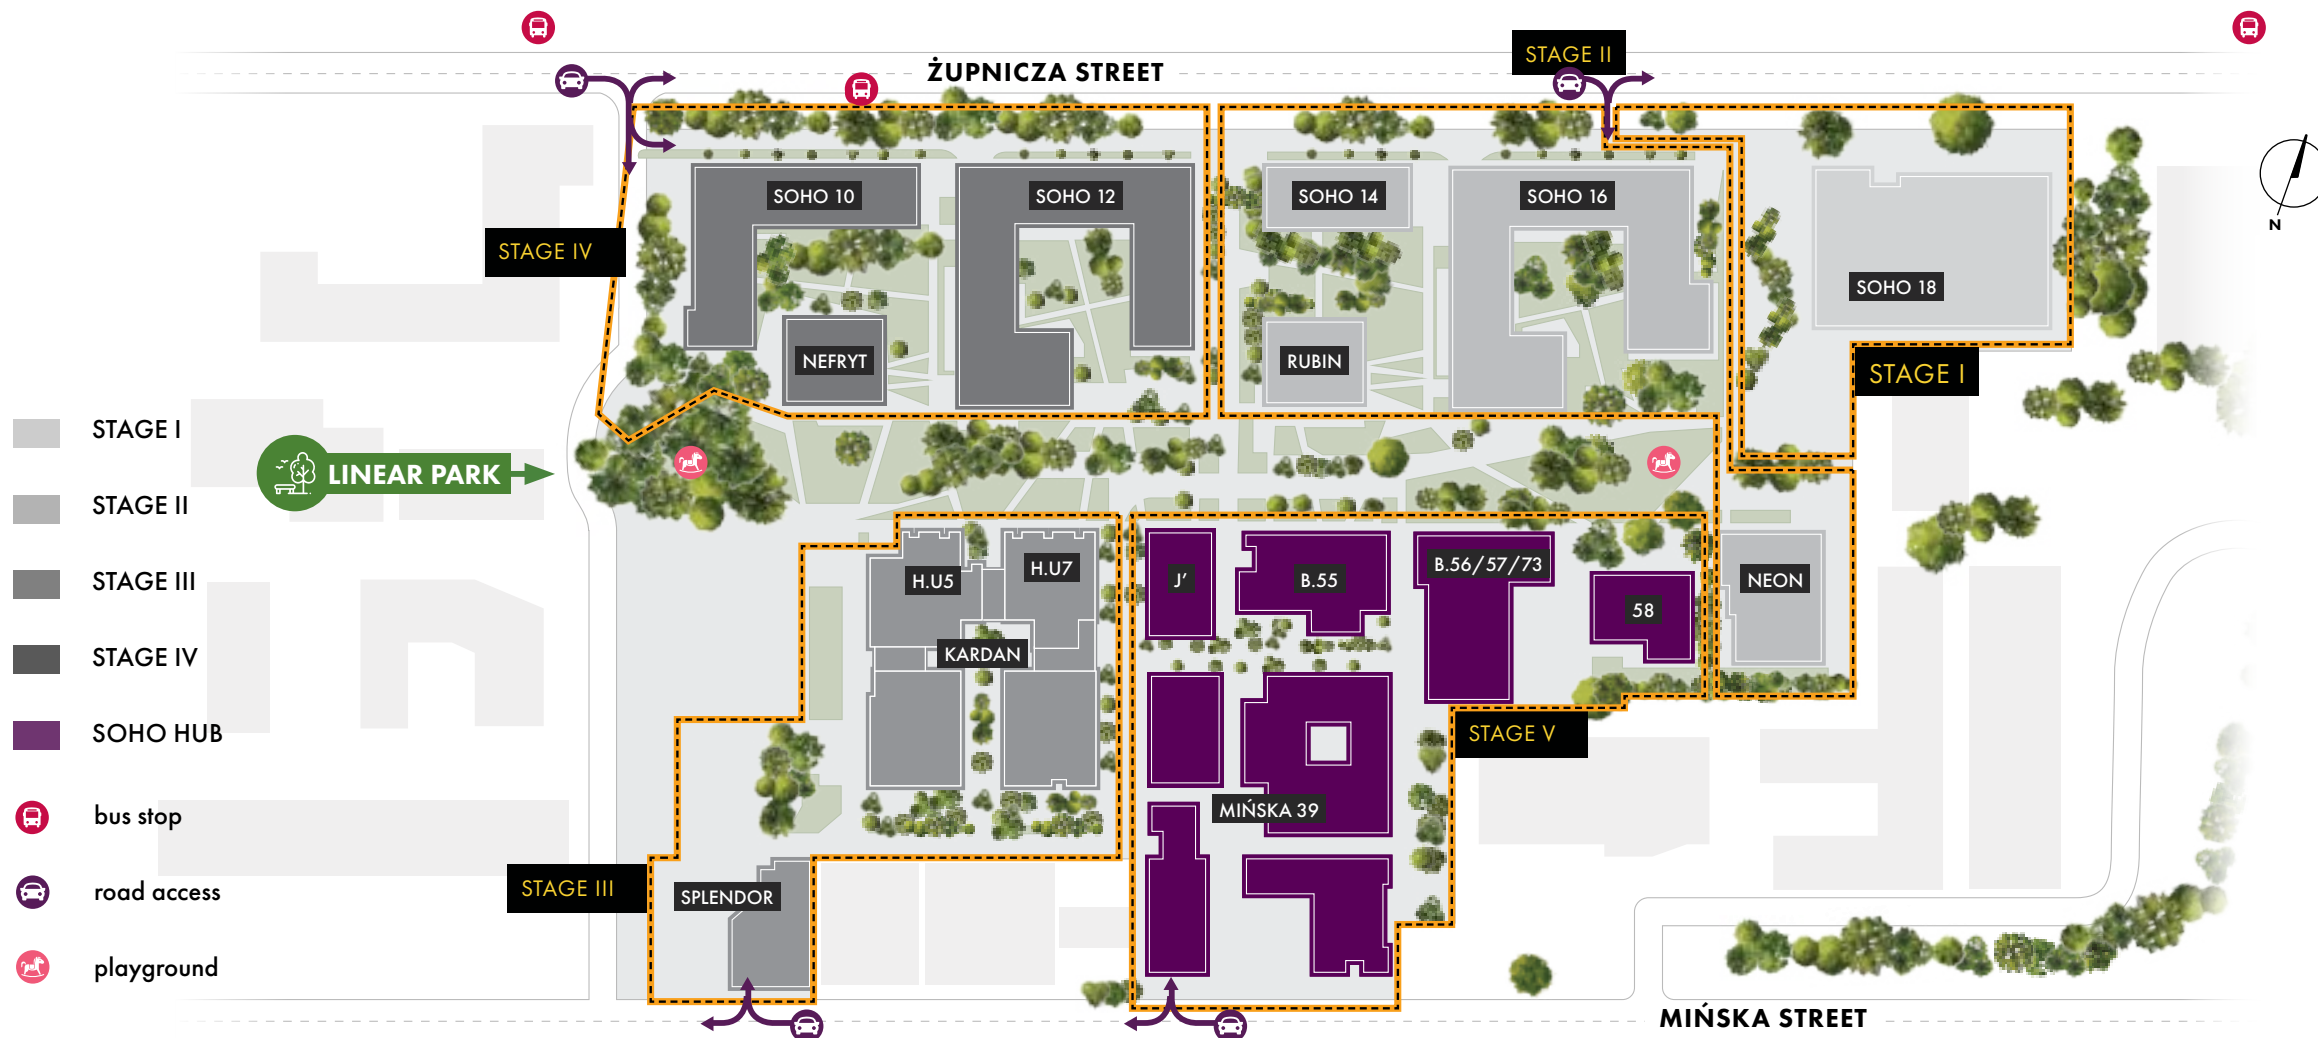 ŻUPNICZA STREET
STAGE II
SOHO 10
SOHO 12
SOHO 14
SOHO 16
STAGE IV
SOHO 18
N
NEFRYT
RUBIN
STAGE I
STAGE I
STAGE II
STAGE III
STAGE IV
SOHO HUB
bus stop
road access
playground
LINEAR PARK
H.U5
H.U7
KARDAN
J’
B.55
B.56/57/73
58
NEON
STAGE V
MIŃSKA 39
STAGE III
SPLENDOR
MIŃSKA STREET